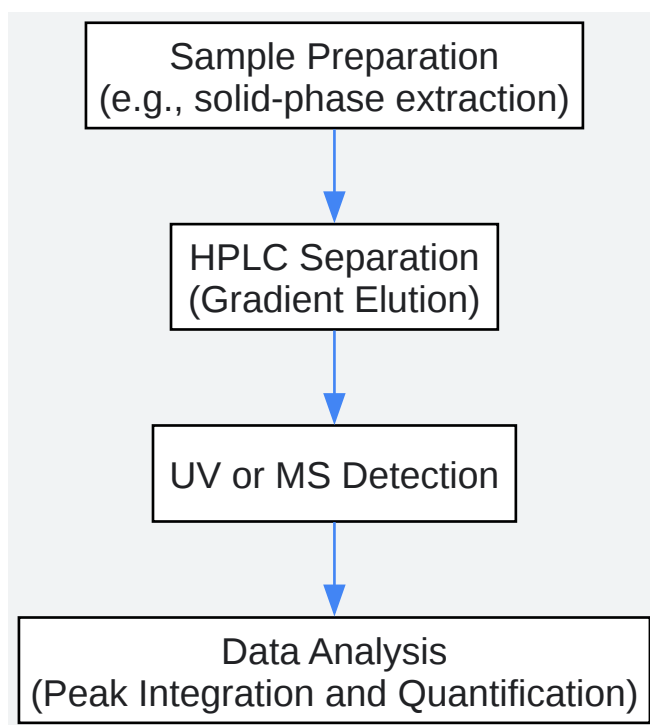 Sample Preparation
(e.g., solid-phase extraction)
HPLC Separation
(Gradient Elution)
UV or MS Detection
Data Analysis
(Peak Integration and Quantification)